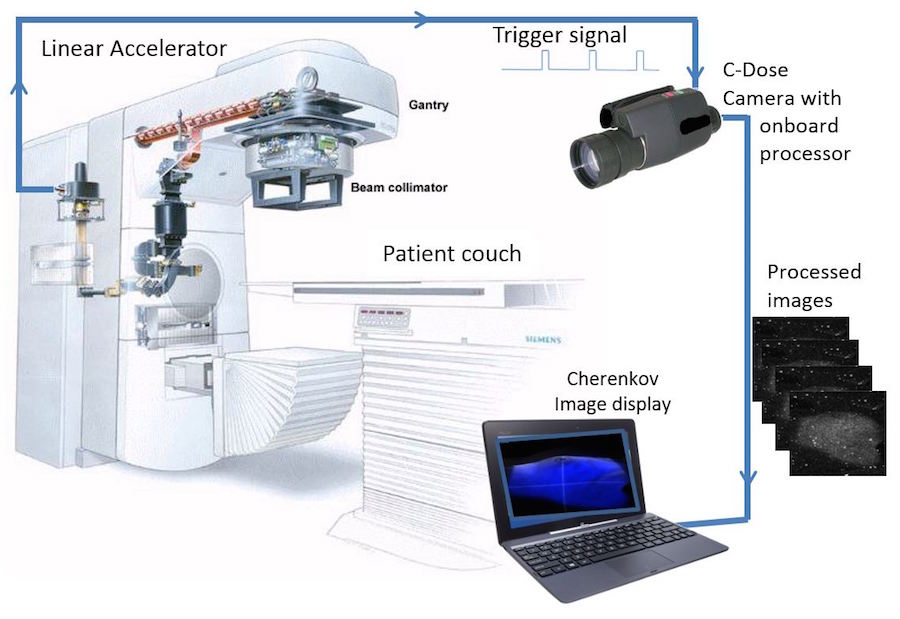 Linear Accelerator
Trigger signal
Gantry
Beam collimator
C-Dose
Camera with
onboard
processor
Patient couch
SIEMENS
Processed
images
Cherenkov
Image display